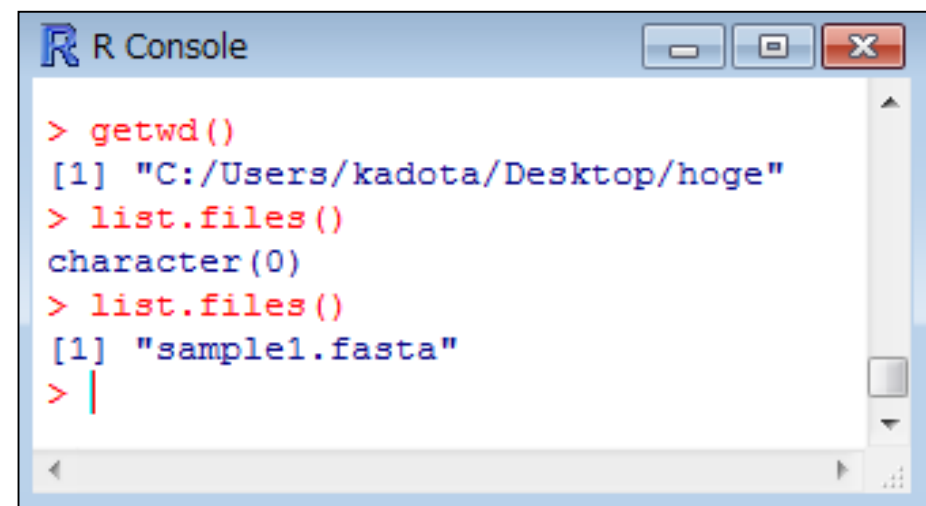 R R Console
> getwd()
[1] "C:/Users/kadota/Desktop/hoge"
> list.files()
character(0)
> list.files()
[1] "sample1.fasta"
>